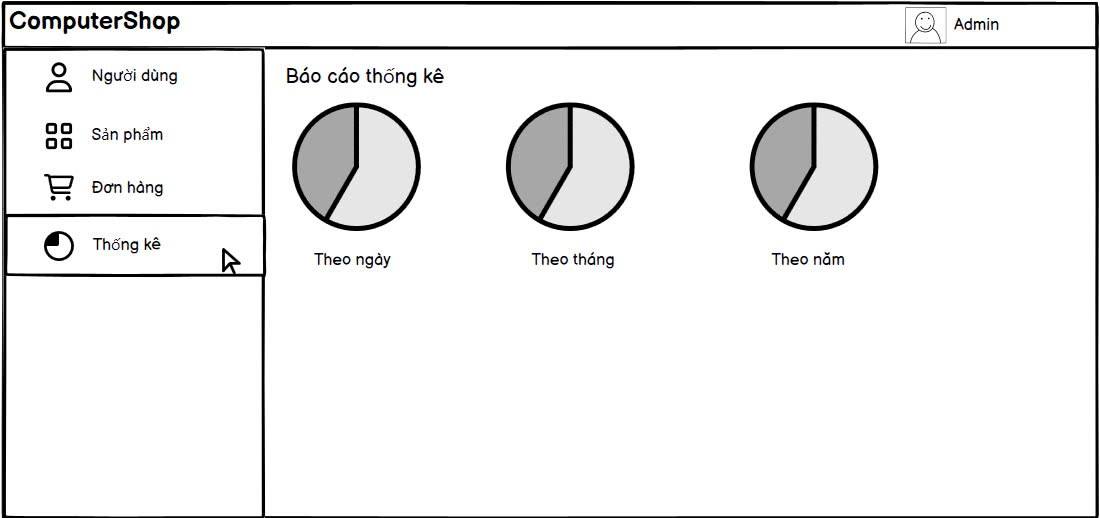 ComputerShop
Admin
Người dùng
Sản phẩm
Đơn hàng
Thống kê
Báo cáo thống kê
Theo ngày
Theo tháng
Theo năm